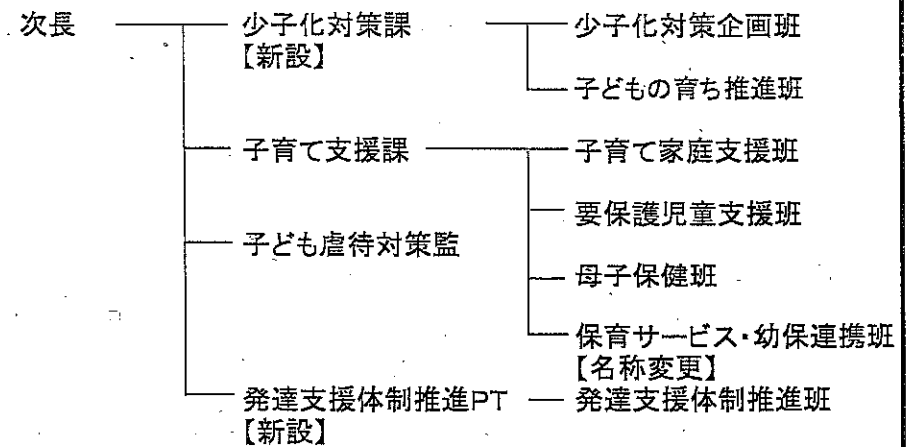 次長
少子化対策課
【新設】
少子化対策企画班
子どもの育ち推進班
子育て支援課
子育て家庭支援班
要保護児童支援班
子ども虐待対策監
母子保健班
保育サービス・幼保連携班
【名称変更】
発達支援体制推進PT
【新設】
発達支援体制推進班